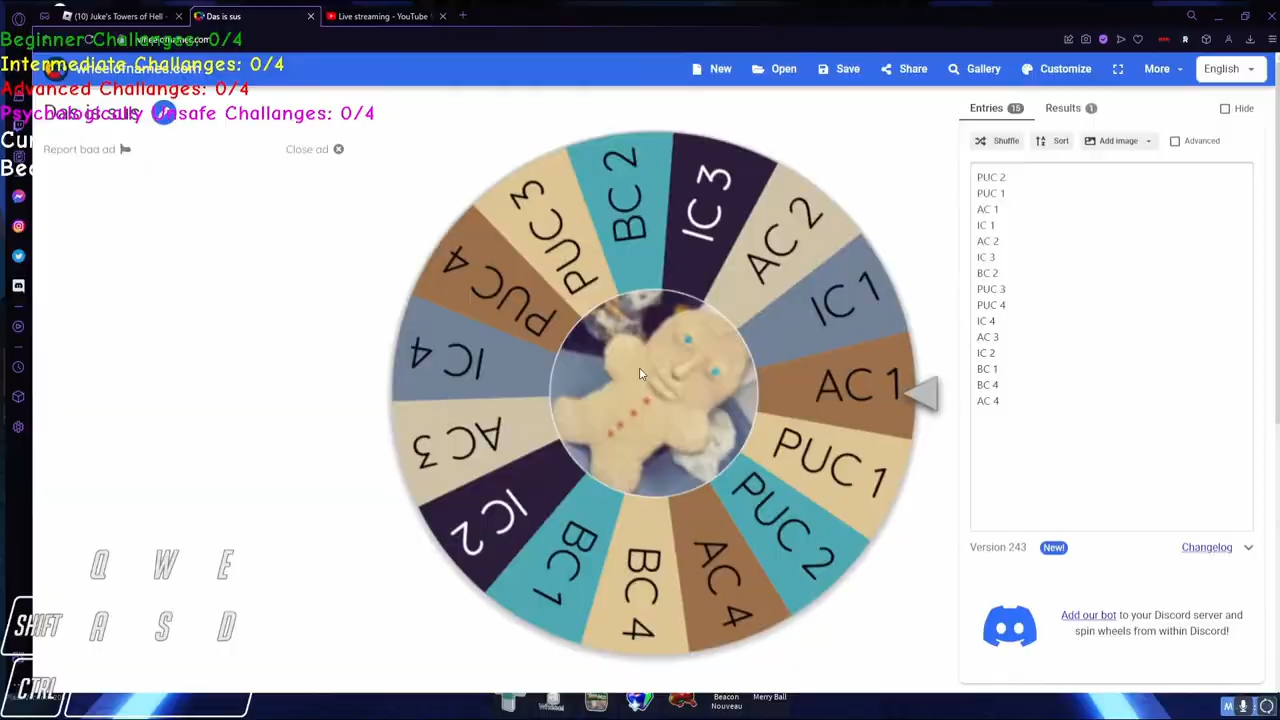 (10) Juke's Towers of Hell -
Das is sus
Live streaming - YouTube
Beginner Challanges: 0/4
Intermediate Challanges: 0/4
Advanced Challanges: 0/4
Psychologically Unsafe Challanges: 0/4
Das is sus
wheelofnames.com
New
Open
Save
Share
Gallery
Customize
More
English
Report bad ad
Close ad
Entries 15
Results 1
Hide
Shuffle
Sort
Add image
Advanced
PUC 2
PUC 1
AC 1
IC 1
AC 2
IC 3
BC 2
PUC 3
PUC 4
IC 4
AC 3
IC 2
BC 1
BC 4
AC 4
BC 2
IC 3
AC 2
IC 1
AC 1
PUC 1
PUC 2
AC 4
BC 4
BC 1
IC 2
AC 3
IC 4
PUC 4
PUC 3
Version 243
New!
Changelog
Add our bot to your Discord server and
spin wheels from within Discord!
Q W E
SHIFT A S D
CTRL
Beacon
Nouveau
Merry Ball